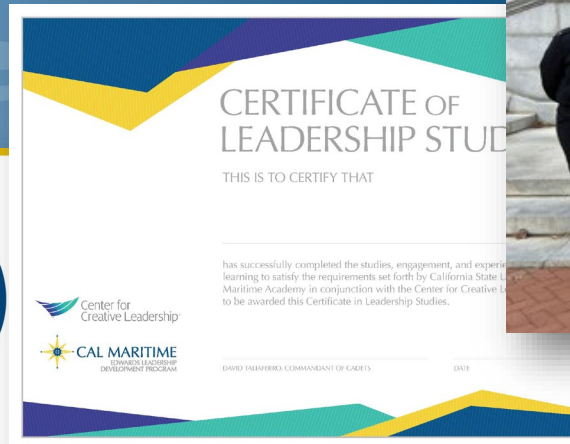 CERTIFICATE OF
LEADERSHIP STUD
THIS IS TO CERTIFY THAT
has successfully completed the studies, engagement, and experie
learning to satisfy the requirements set forth by California State U
Maritime Academy in conjunction with the Center for Creative L
to be awarded this Certificate in Leadership Studies.
Center for
Creative Leadership
CAL MARITIME
EDWARDS LEADERSHIP
DEVELOPMENT PROGRAM
DAVID TALIAFERRO, COMMANDANT OF CADETS
DATE